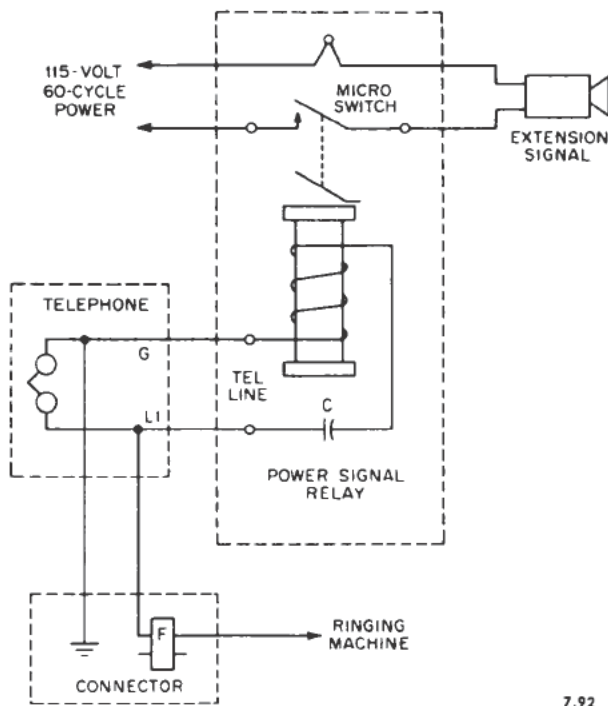 115-VOLT
60-CYCLE
POWER
MICRO
SWITCH
EXTENSION
SIGNAL
TELEPHONE
G
TEL
LINE
L1
C
POWER SIGNAL
RELAY
F
RINGING
MACHINE
CONNECTOR
7.92